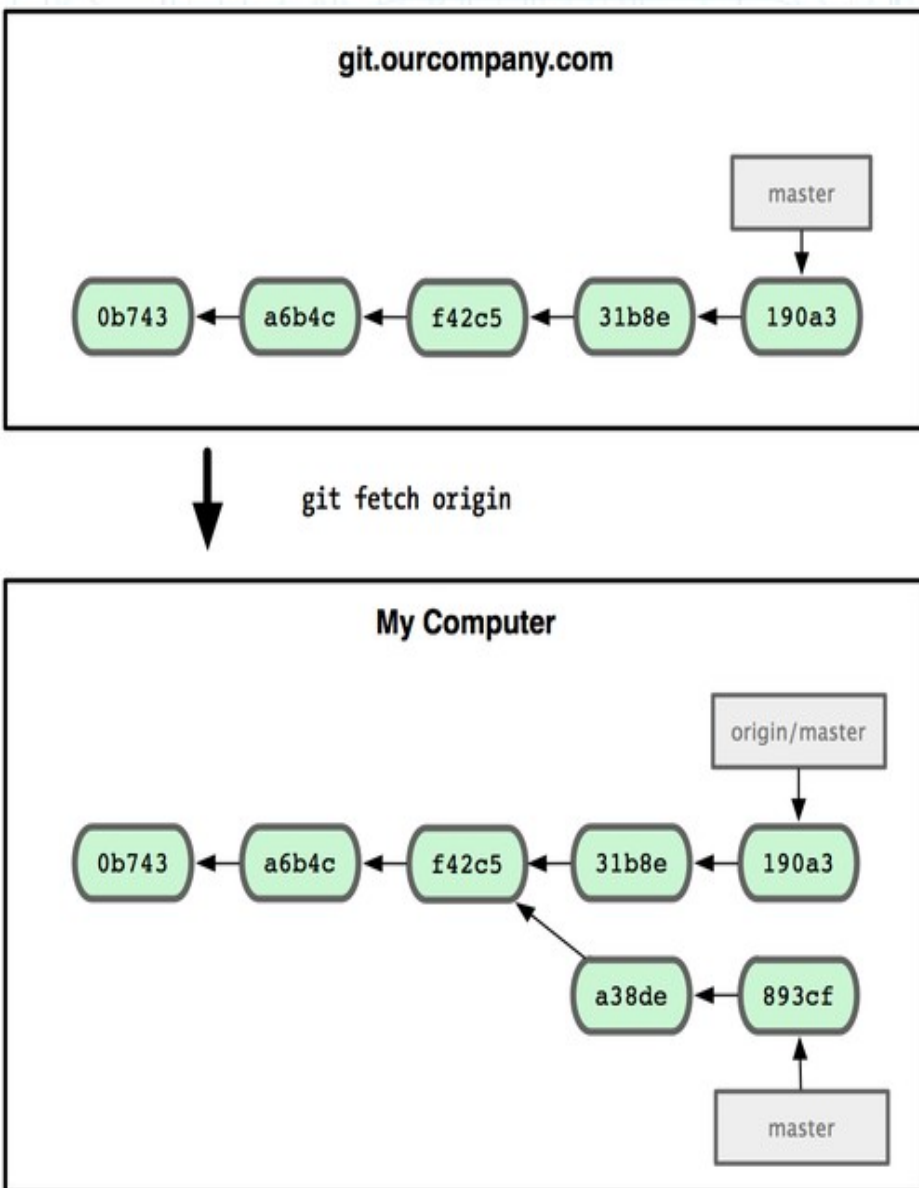 git.ourcompany.com
master
0b743 a6b4c f42c5 31b8e 190a3
git fetch origin
My Computer
origin/master
0b743 a6b4c f42c5 31b8e 190a3
a38de 893cf
master